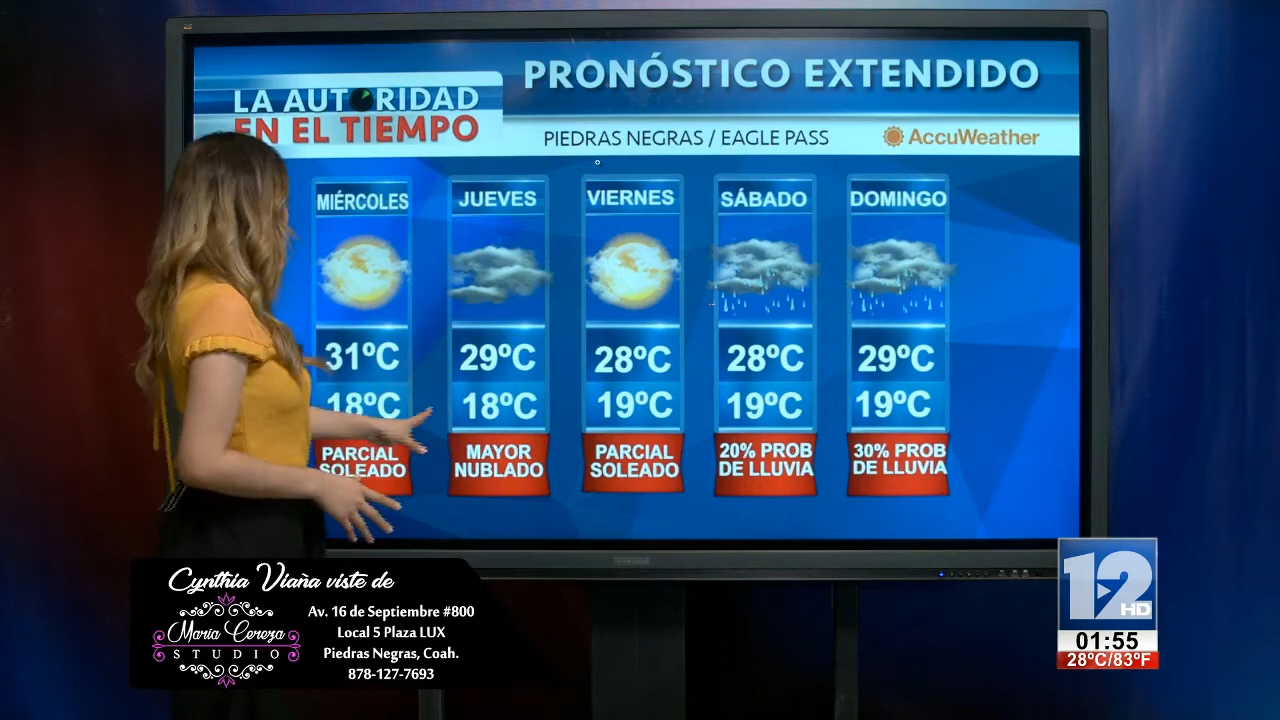 PRONÓSTICO EXTENDIDO
LA AUTORIDAD
EN EL TIEMPO
PIEDRAS NEGRAS / EAGLE PASS
AccuWeather
MIÉRCOLES
31ºC
18ºC
PARCIAL
SOLEADO
JUEVES
29ºC
18ºC
MAYOR
NUBLADO
VIERNES
28ºC
19ºC
PARCIAL
SOLEADO
SÁBADO
28ºC
19ºC
20% PROB
DE LLUVIA
DOMINGO
29ºC
19ºC
30% PROB
DE LLUVIA
Cynthia Viaña viste de
María Cereza
STUDIO
Av. 16 de Septiembre #800
Local 5 Plaza LUX
Piedras Negras, Coah.
878-127-7693
12
HD
01:55
28ºC/83ºF